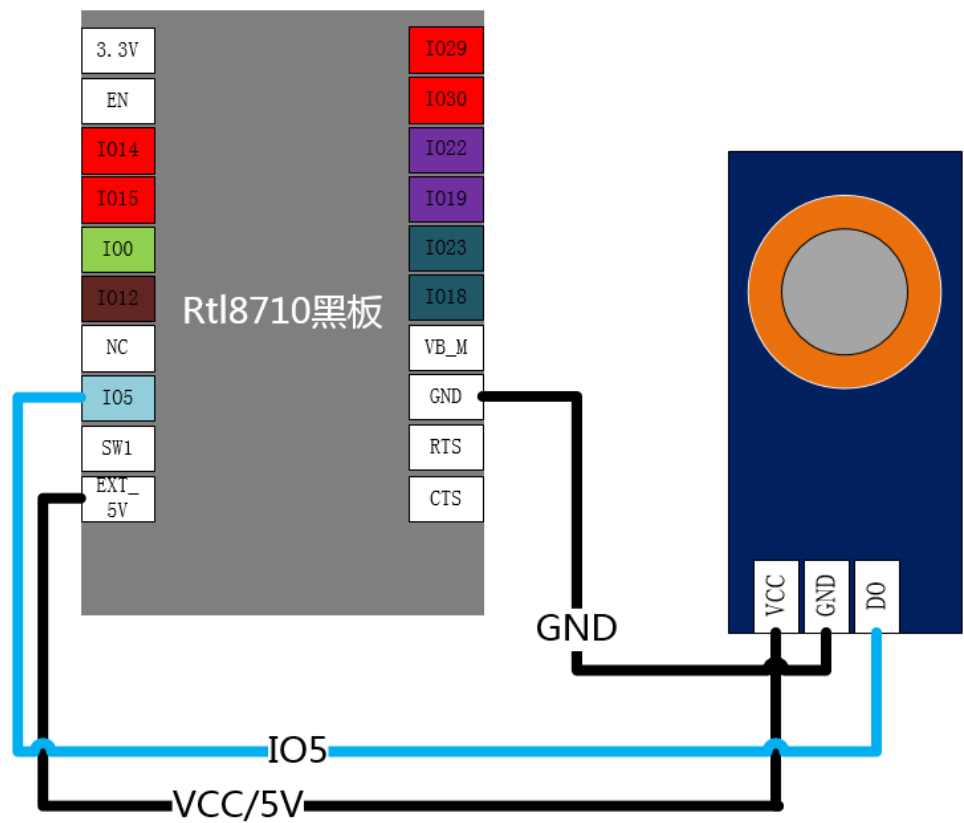 3.3V
EN
IO14
IO15
IO0
IO12
NC
IO5
SW1
EXT_
5V
Rtl8710黑板
IO29
IO30
IO22
IO19
IO23
IO18
VB_M
GND
RTS
CTS
VCC
GND
DO
GND
IO5
VCC/5V